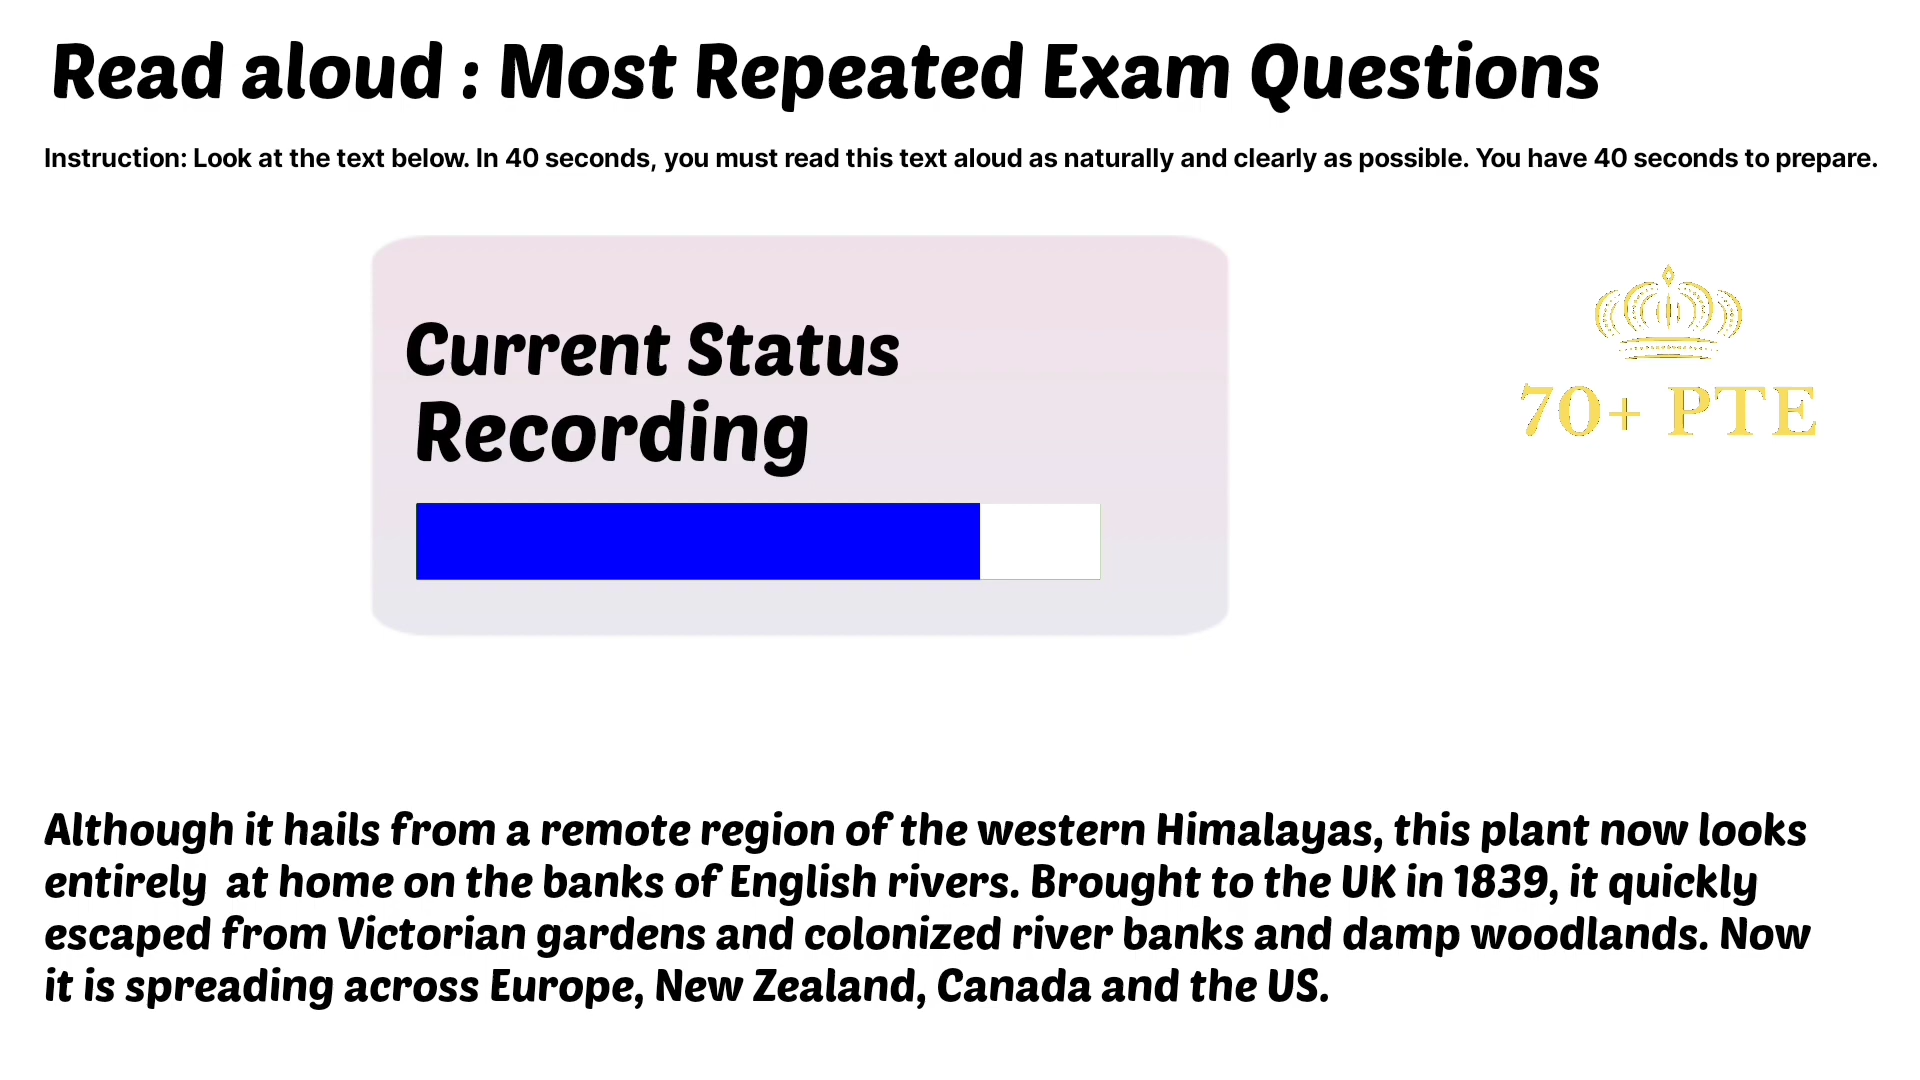 Read aloud : Most Repeated Exam Questions
Instruction: Look at the text below. In 40 seconds, you must read this text aloud as naturally and clearly as possible. You have 40 seconds to prepare.
Current Status
Recording
70+ PTE
Although it hails from a remote region of the western Himalayas, this plant now looks
entirely  at home on the banks of English rivers. Brought to the UK in 1839, it quickly
escaped from Victorian gardens and colonized river banks and damp woodlands. Now
it is spreading across Europe, New Zealand, Canada and the US.